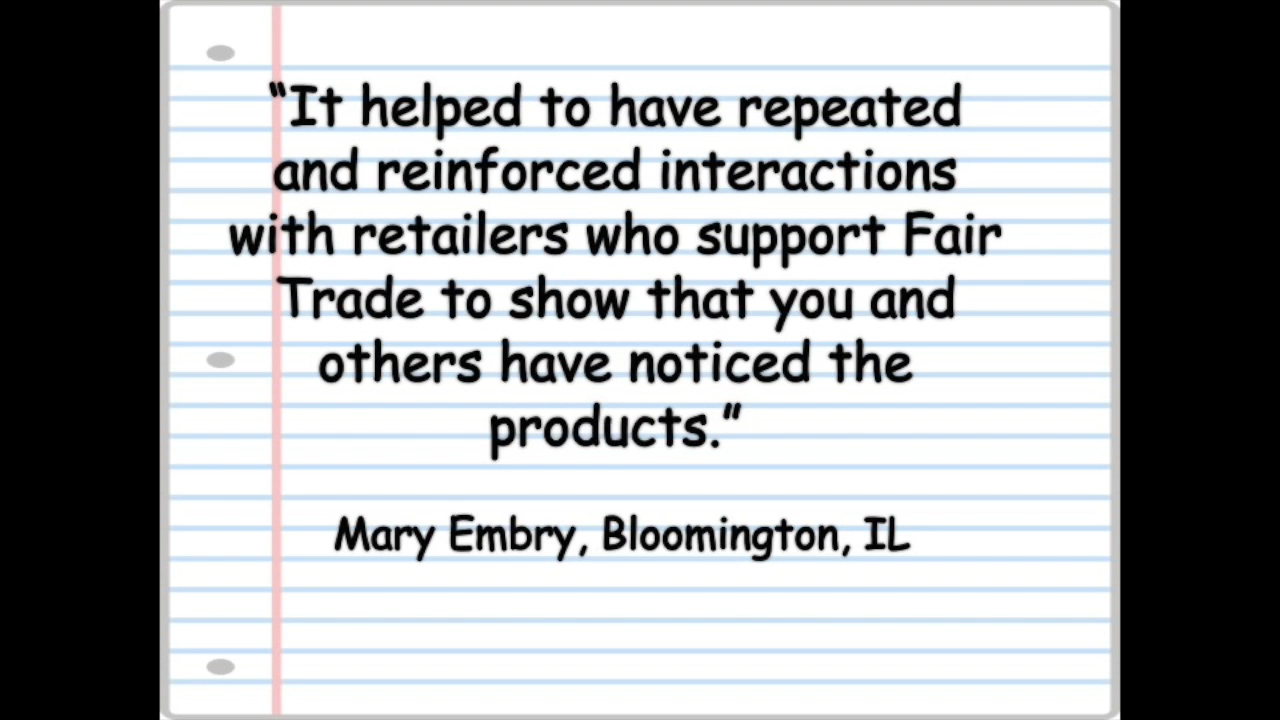 “It helped to have repeated
and reinforced interactions
with retailers who support Fair
Trade to show that you and
others have noticed the
products.”
Mary Embry, Bloomington, IL